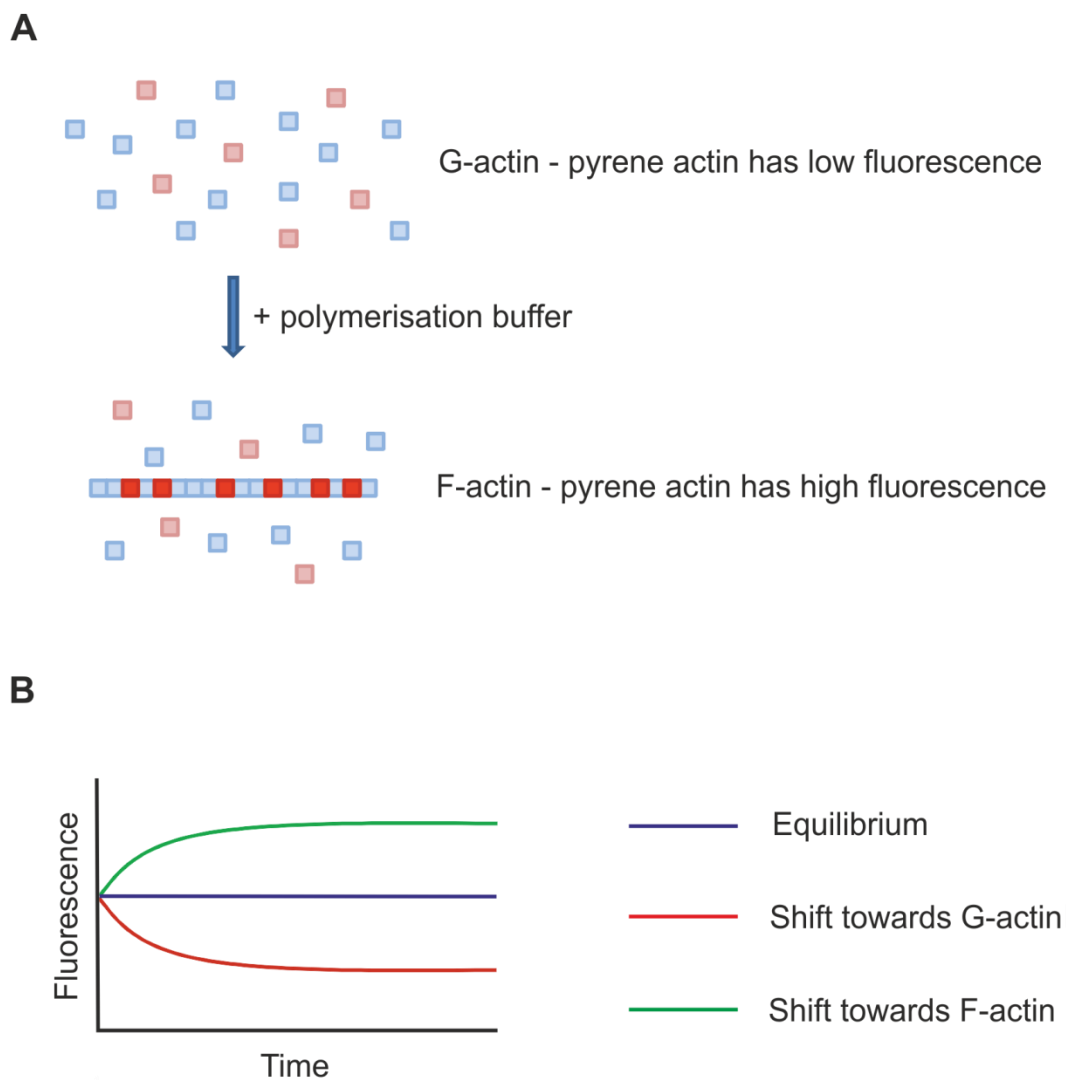 A
G-actin - pyrene actin has low fluorescence
+ polymerisation buffer
F-actin - pyrene actin has high fluorescence
B
Fluorescence
Time
Equilibrium
Shift towards G-actin
Shift towards F-actin